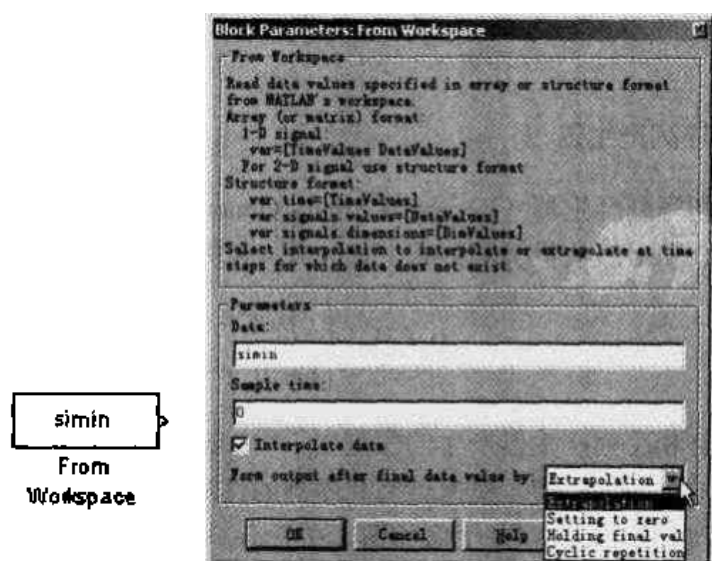 simin
From
Workspace
Block Parameters: From Workspace
From Workspace
Read data values specified in array or structure format
from MATLAB's workspace.
Array (or matrix) format:
1-D signal:
var=[TimeValues DataValues]
For 2-D signal use structure format
Structure format:
var.time=[TimeValues]
var.signals.values=[DataValues]
var.signals.dimensions=[DimValues]
Select interpolation to interpolate or extrapolate at time
steps for which data does not exist.
Parameters
Data:
simin
Sample time:
0
Interpolate data
Form output after final data value by: Extrapolation
Extrapolation
Setting to zero
Holding final val
Cyclic repetition
OK Cancel Help